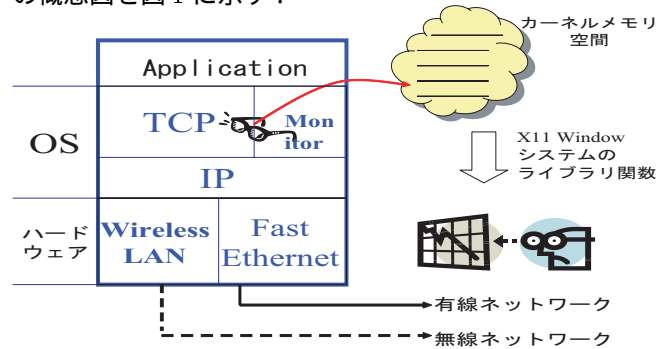 の概念図を図1に示す.
カーネルメモリ
空間
Application
OS
TCP
Mon
itor
IP
X11 Window
システムの
ライブラリ関数
ハード
ウェア
Wireless
LAN
Fast
Ethernet
有線ネットワーク
無線ネットワーク